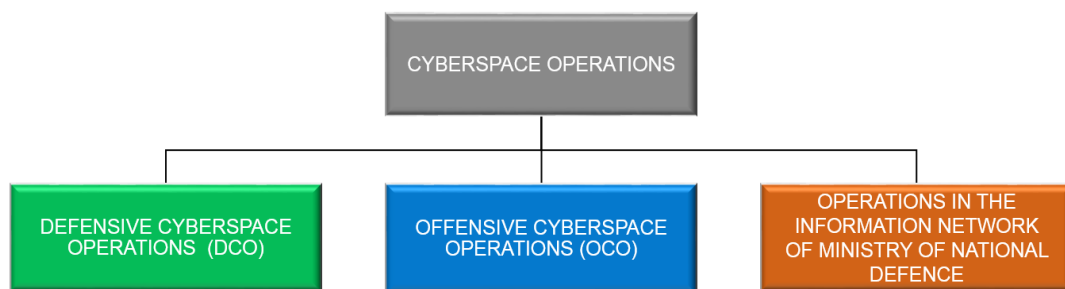 CYBERSPACE OPERATIONS
DEFENSIVE CYBERSPACE
OPERATIONS (DCO)
OFFENSIVE CYBERSPACE
OPERATIONS (OCO)
OPERATIONS IN THE
INFORMATION NETWORK
OF MINISTRY OF NATIONAL
DEFENCE